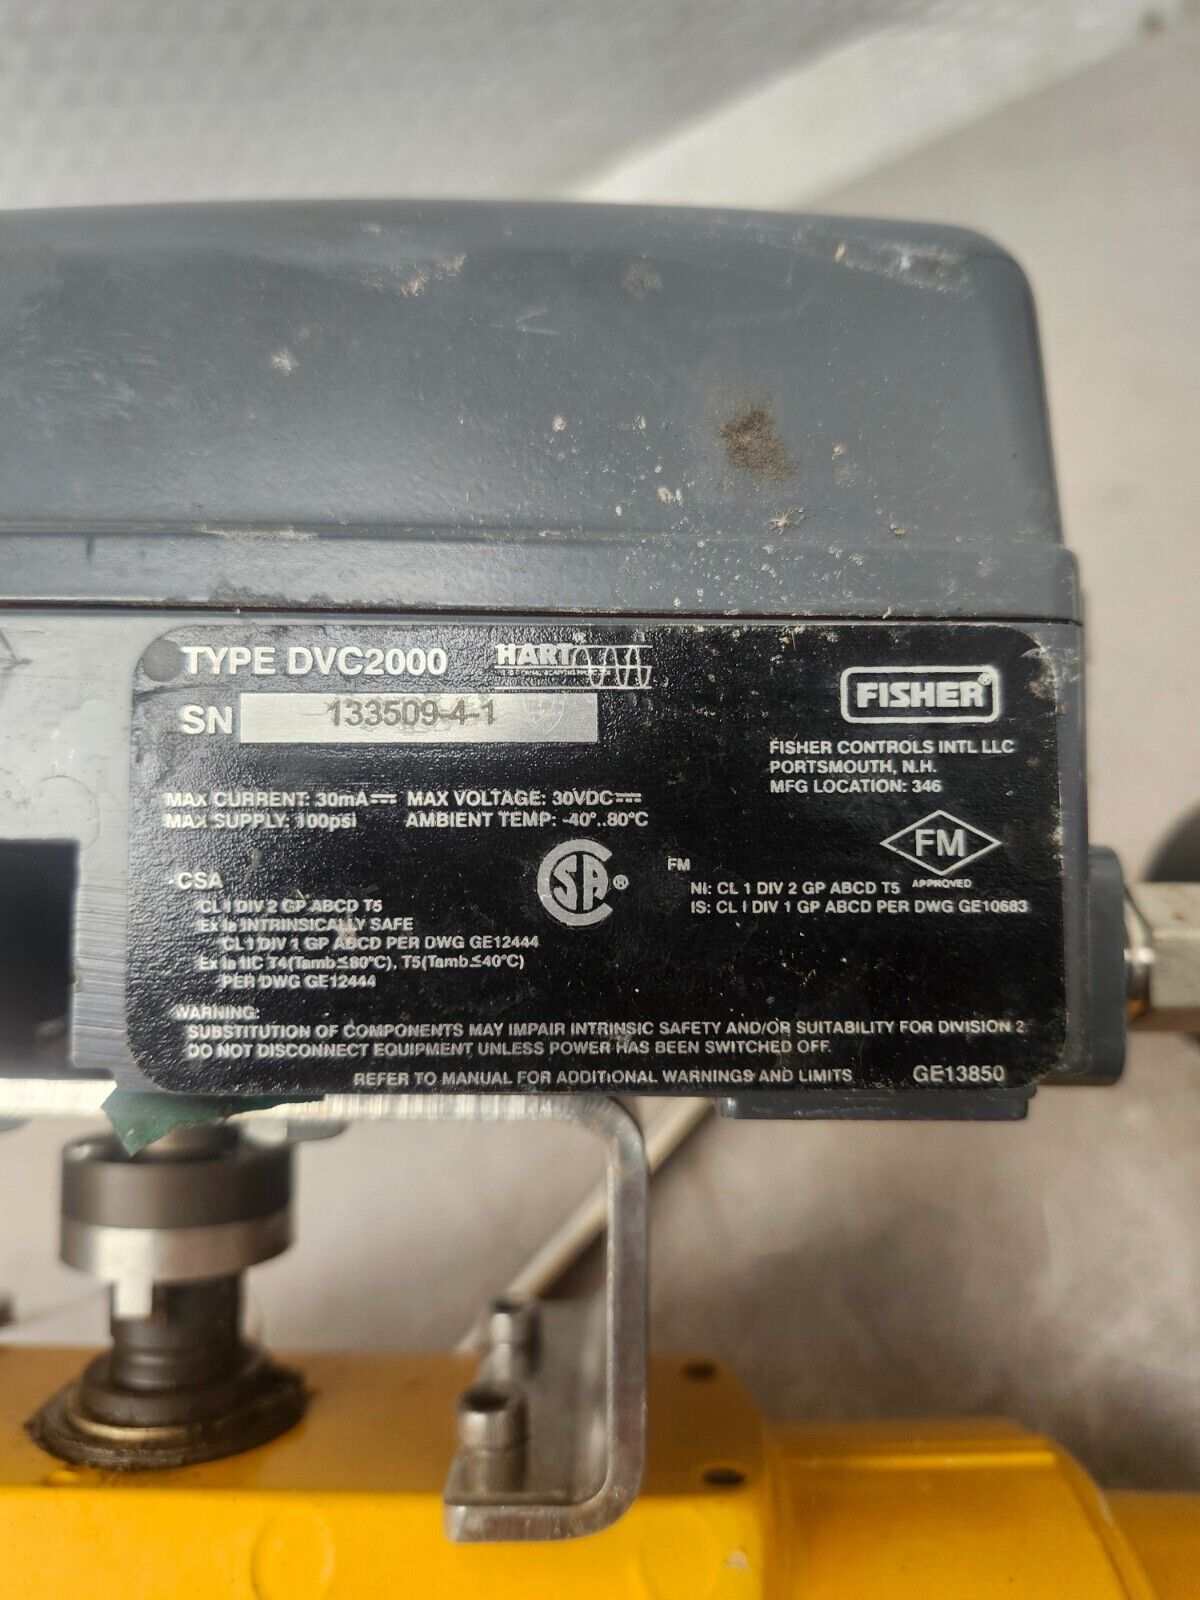 TYPE DVC2000
HART
SN 133509-4-1
FISHER®
FISHER CONTROLS INTL LLC
PORTSMOUTH, N.H.
MFG LOCATION: 346
MAX CURRENT: 30mA MAX VOLTAGE: 30VDC
MAX SUPPLY: 100psi AMBIENT TEMP: -40°..80°C
CSA
CL I DIV 2 GP ABCD T5
Ex ia INTRINSICALLY SAFE
CL 1 DIV 1 GP ABCD PER DWG GE12444
Ex ia IIC T4(Tamb≤80°C), T5(Tamb≤40°C)
PER DWG GE12444
SA®
FM
APPROVED
FM
NI: CL 1 DIV 2 GP ABCD T5
IS: CL I DIV 1 GP ABCD PER DWG GE10683
WARNING:
SUBSTITUTION OF COMPONENTS MAY IMPAIR INTRINSIC SAFETY AND/OR SUITABILITY FOR DIVISION 2
DO NOT DISCONNECT EQUIPMENT UNLESS POWER HAS BEEN SWITCHED OFF.
REFER TO MANUAL FOR ADDITIONAL WARNINGS AND LIMITS GE13850